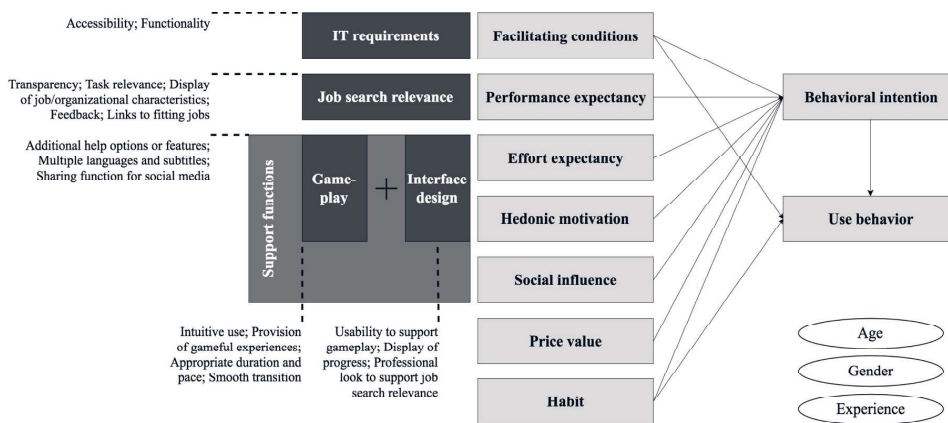 Accessibility; Functionality
IT requirements
Facilitating conditions
Transparency; Task relevance; Display
of job/organizational characteristics;
Feedback; Links to fitting jobs
Job search relevance
Performance expectancy
Behavioral intention
Additional help options or features;
Multiple languages and subtitles;
Sharing function for social media
Support functions
Game-
play
+
Interface
design
Effort expectancy
Hedonic motivation
Use behavior
Social influence
Intuitive use; Provision
of gameful experiences;
Appropriate duration and
pace; Smooth transition
Usability to support
gameplay; Display of
progress; Professional
look to support job
search relevance
Price value
Habit
Age
Gender
Experience